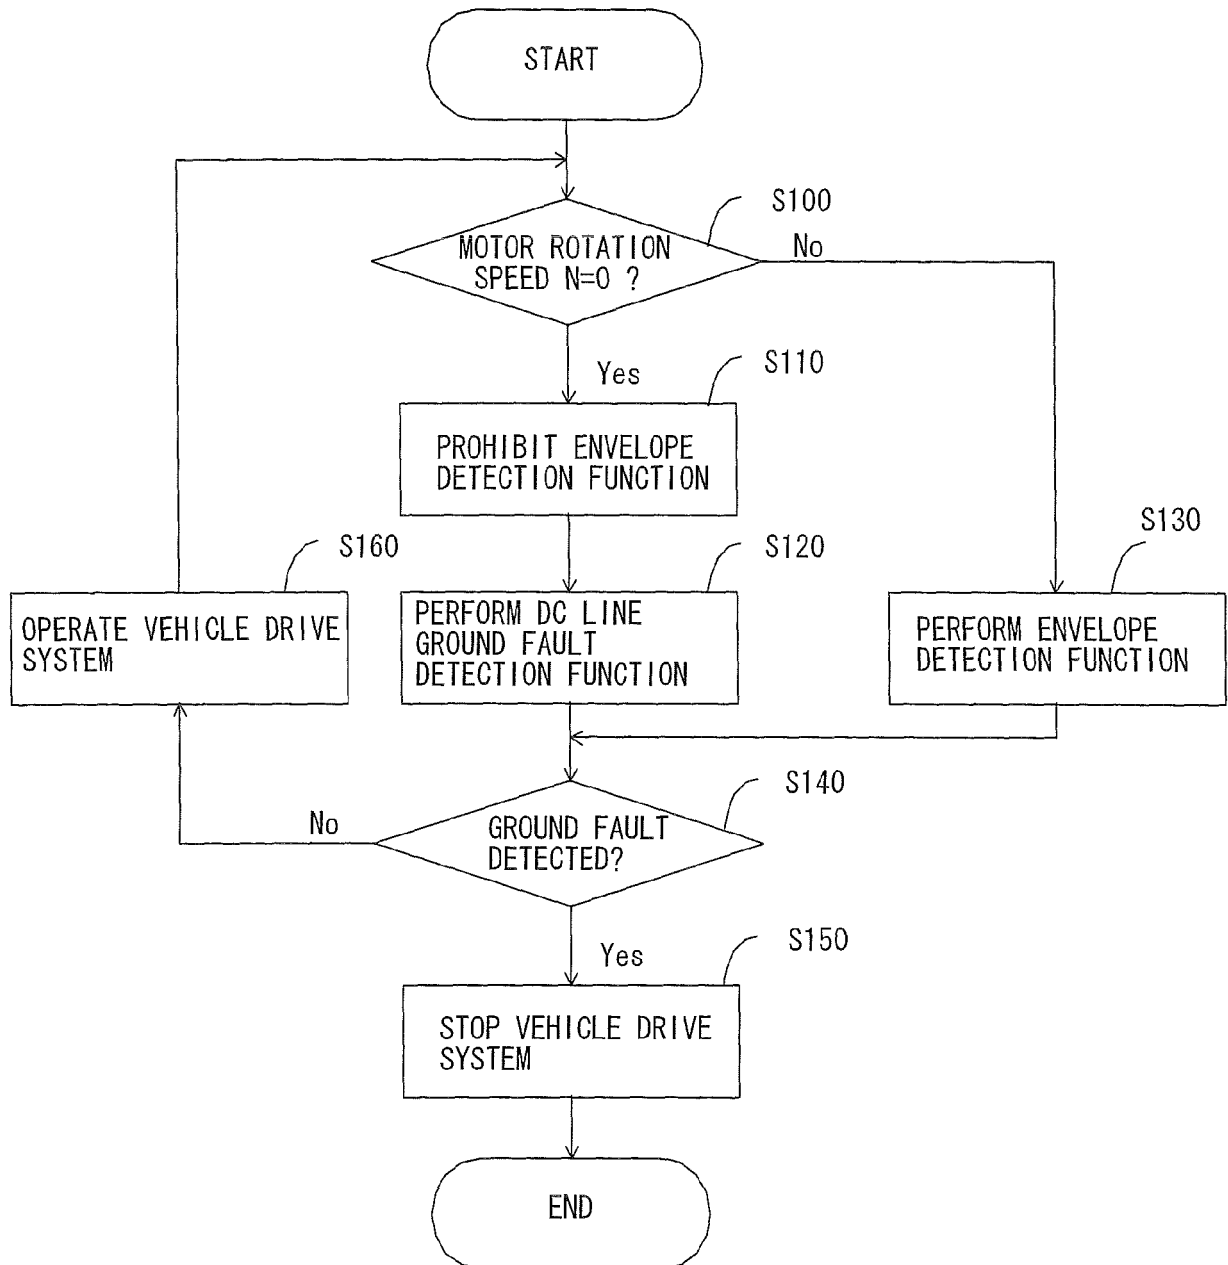 START
S100
MOTOR ROTATION
SPEED N=0 ?
No
Yes
S110
PROHIBIT ENVELOPE
DETECTION FUNCTION
S160
S120
S130
OPERATE VEHICLE DRIVE
SYSTEM
PERFORM DC LINE
GROUND FAULT
DETECTION FUNCTION
PERFORM ENVELOPE
DETECTION FUNCTION
S140
No
GROUND FAULT
DETECTED?
Yes
S150
STOP VEHICLE DRIVE
SYSTEM
END